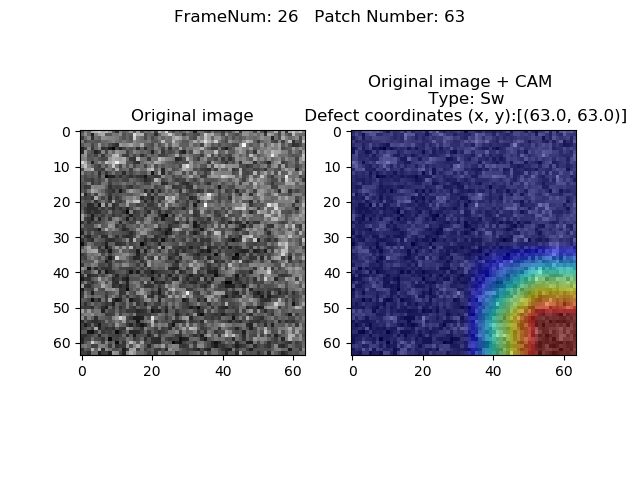 FrameNum: 26   Patch Number: 63
Original image
0
10
20
30
40
50
60
0 20 40 60
Original image + CAM
Type: Sw
Defect coordinates (x, y):[(63.0, 63.0)]
0
10
20
30
40
50
60
0 20 40 60